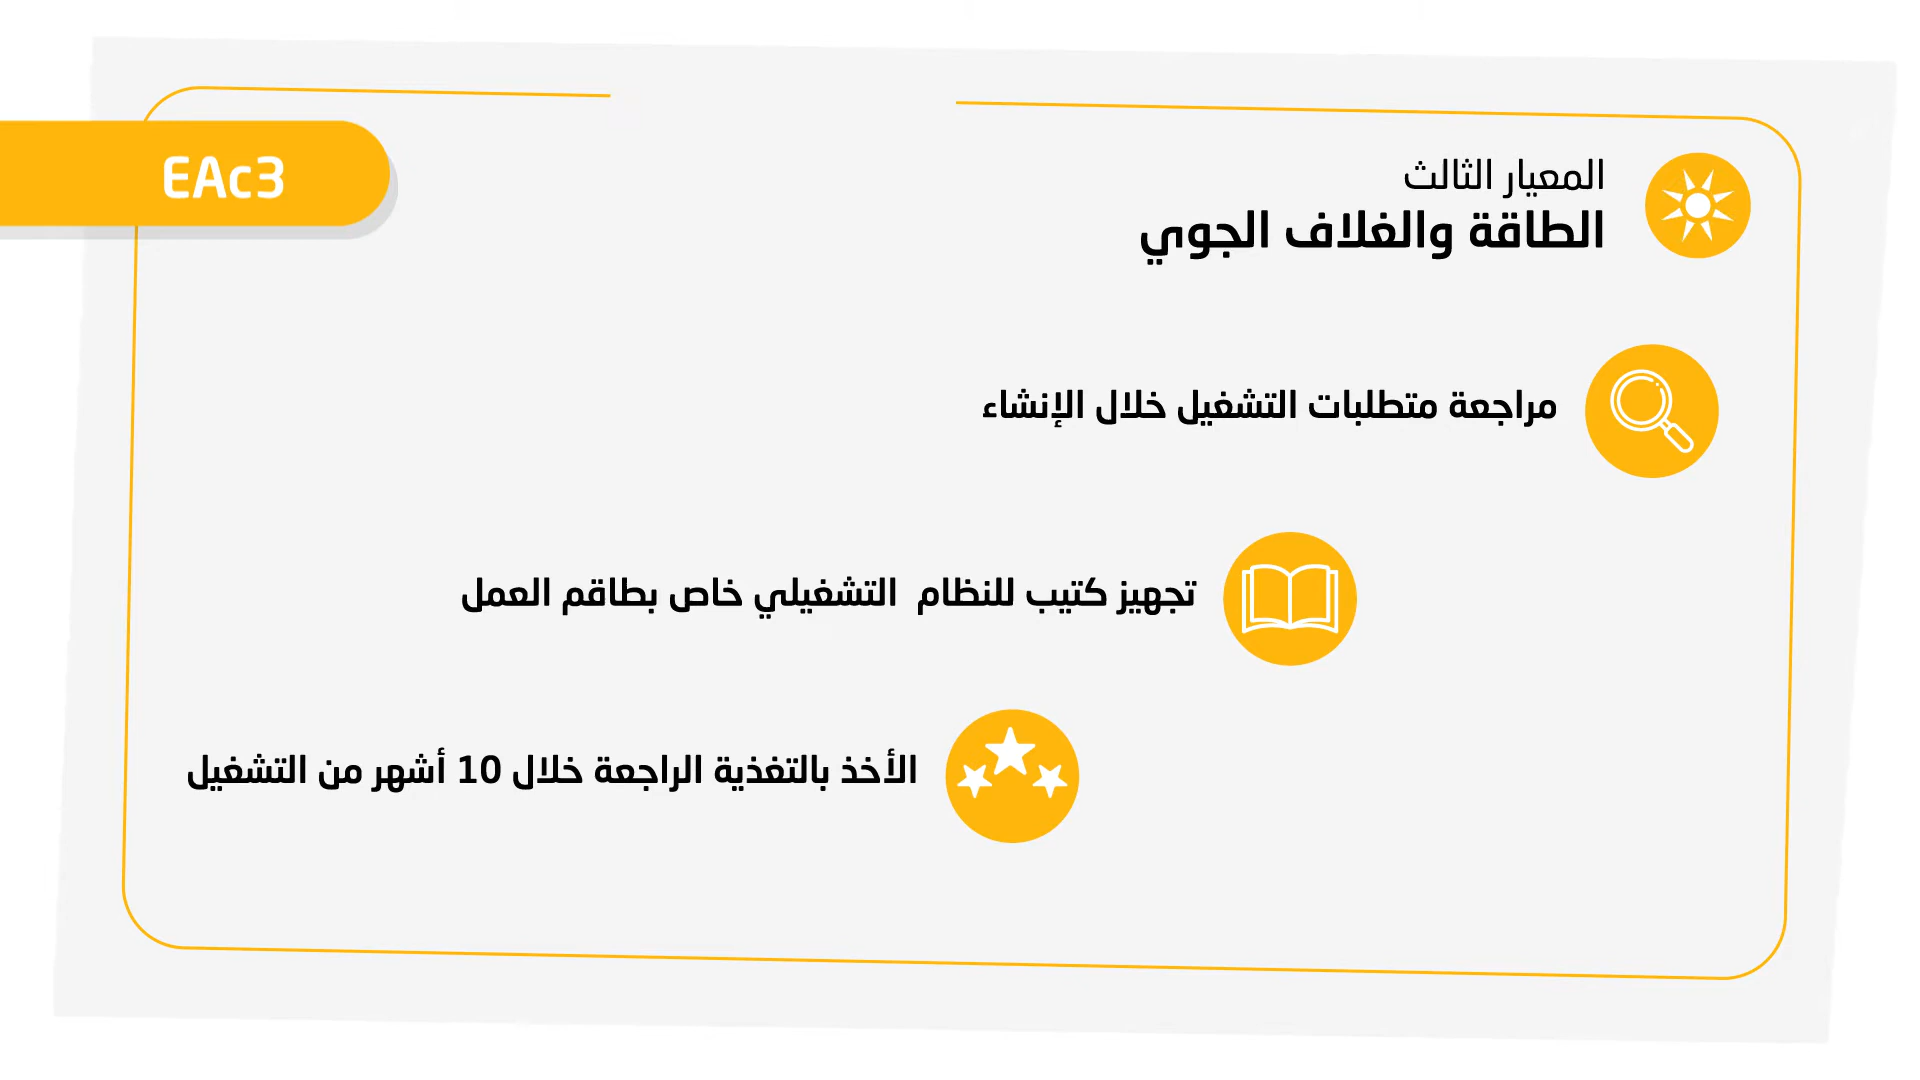 EAc3
المعيار الثالث
الطاقة والغلاف الجوي
مراجعة متطلبات التشغيل خلال الإنشاء
تجهيز كتيب للنظام التشغيلي خاص بطاقم العمل
الأخذ بالتغذية الراجعة خلال 10 أشهر من التشغيل